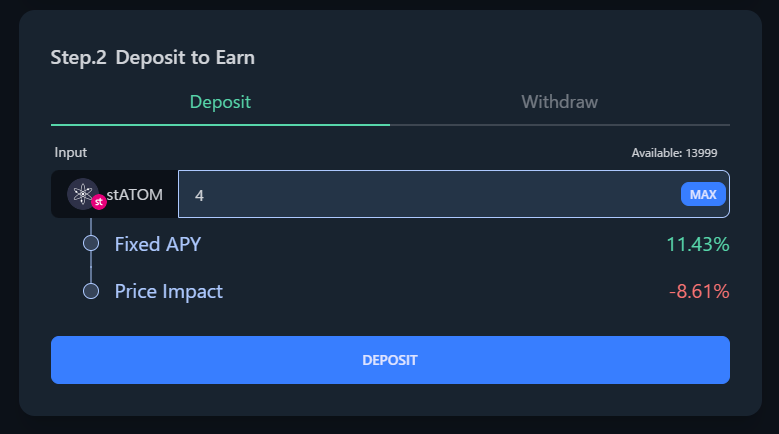 Step.2 Deposit to Earn
Deposit Withdraw
Input Available: 13999
st stATOM 4 MAX
Fixed APY 11.43%
Price Impact -8.61%
DEPOSIT